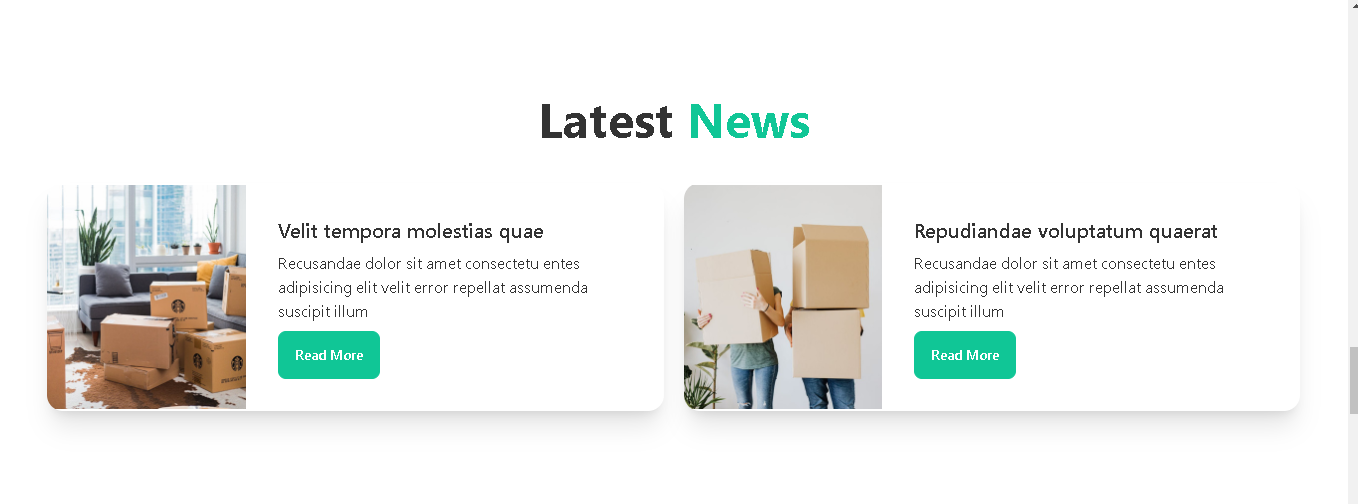 Latest News
Velit tempora molestias quae
Recusandae dolor sit amet consectetu entes
adipisicing elit velit error repellat assumenda
suscipit illum
Read More
Repudiandae voluptatum quaerat
Recusandae dolor sit amet consectetu entes
adipisicing elit velit error repellat assumenda
suscipit illum
Read More